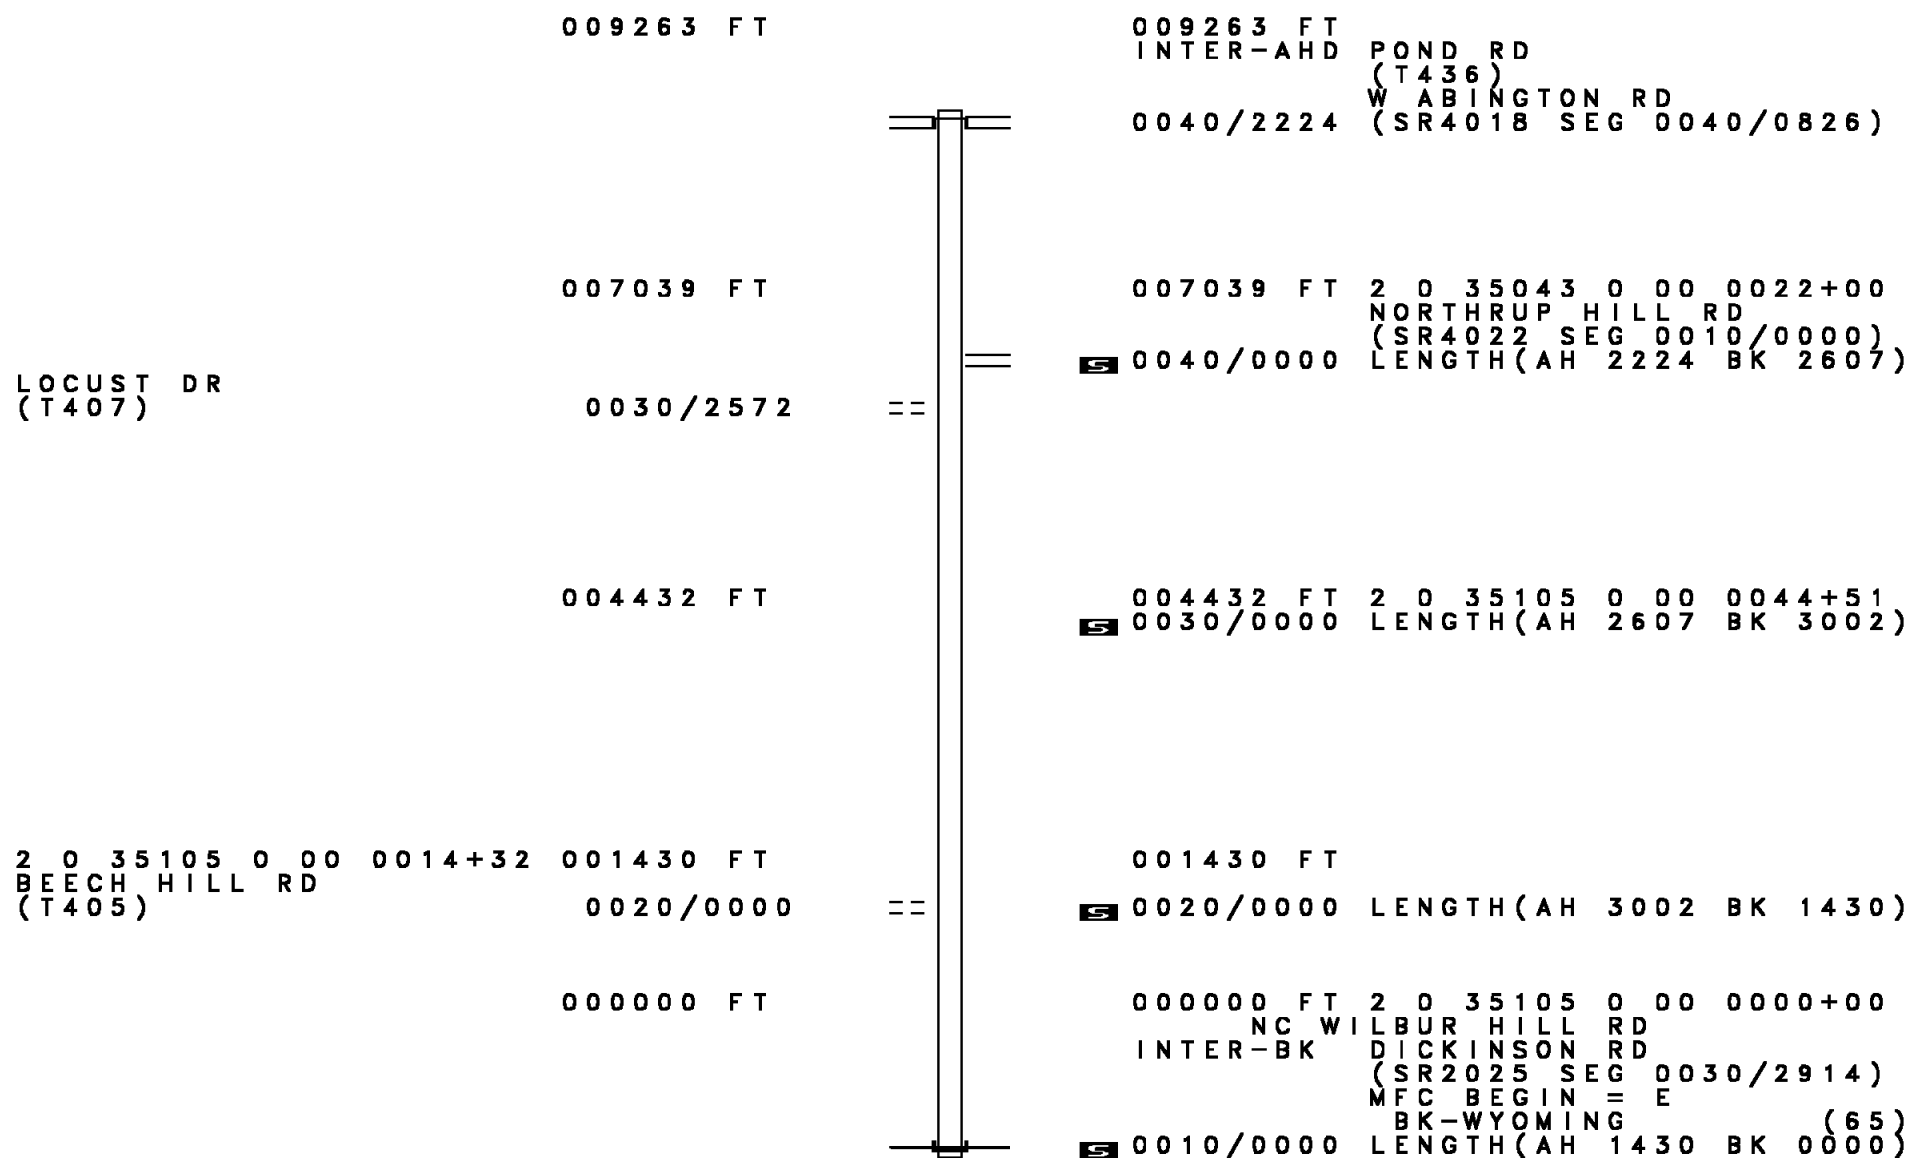 009263 FT 009263 FT
INTER-AHD POND RD
(T436)
W ABINGTON RD
0040/2224 (SR4018 SEG 0040/0826)
007039 FT 007039 FT 2 0 35043 0 00 0022+00
NORTHRUP HILL RD
(SR4022 SEG 0010/0000)
S 0040/0000 LENGTH(AH 2224 BK 2607)
LOCUST DR
(T407) 0030/2572 ==
004432 FT 004432 FT 2 0 35105 0 00 0044+51
S 0030/0000 LENGTH(AH 2607 BK 3002)
2 0 35105 0 00 0014+32 001430 FT 001430 FT
BEECH HILL RD
(T405) 0020/0000 == S 0020/0000 LENGTH(AH 3002 BK 1430)
000000 FT 000000 FT 2 0 35105 0 00 0000+00
NC WILBUR HILL RD
INTER-BK DICKINSON RD
(SR2025 SEG 0030/2914)
MFC BEGIN = E
BK-WYOMING (65)
S 0010/0000 LENGTH(AH 1430 BK 0000)